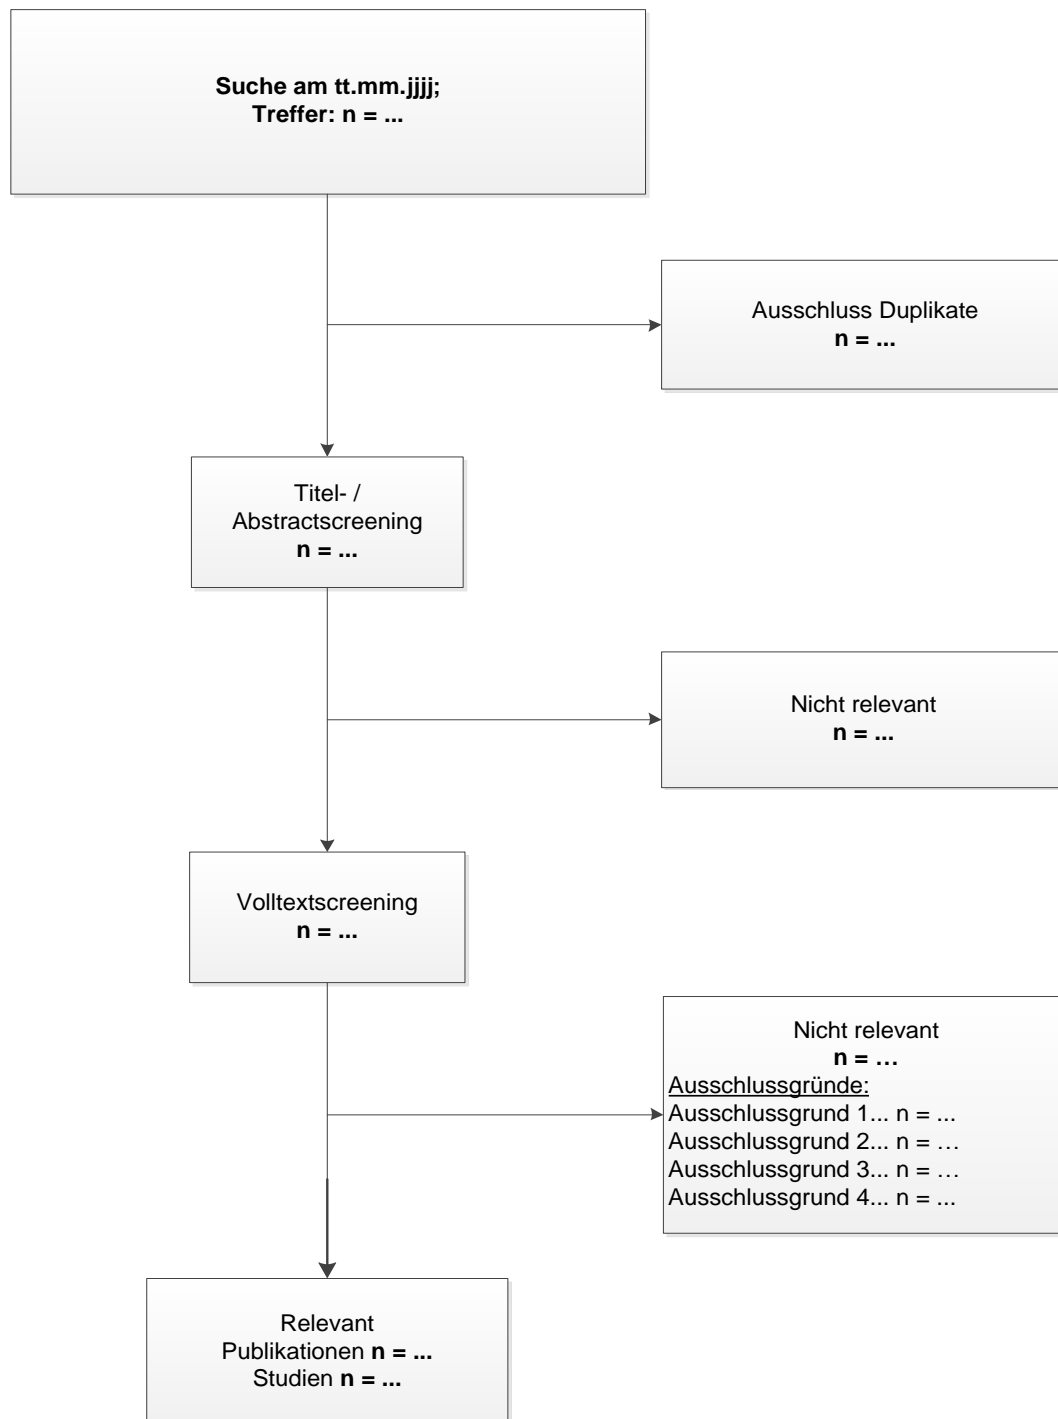 Suche am tt.mm.jjjj;
Treffer: n = ...
Ausschluss Duplikate
n = ...
Titel- /
Abstractscreening
n = ...
Nicht relevant
n = ...
Volltextscreening
n = ...
Nicht relevant
n = …
Ausschlussgründe:
Ausschlussgrund 1... n = ...
Ausschlussgrund 2... n = …
Ausschlussgrund 3... n = …
Ausschlussgrund 4... n = ...
Relevant
Publikationen n = ...
Studien n = ...